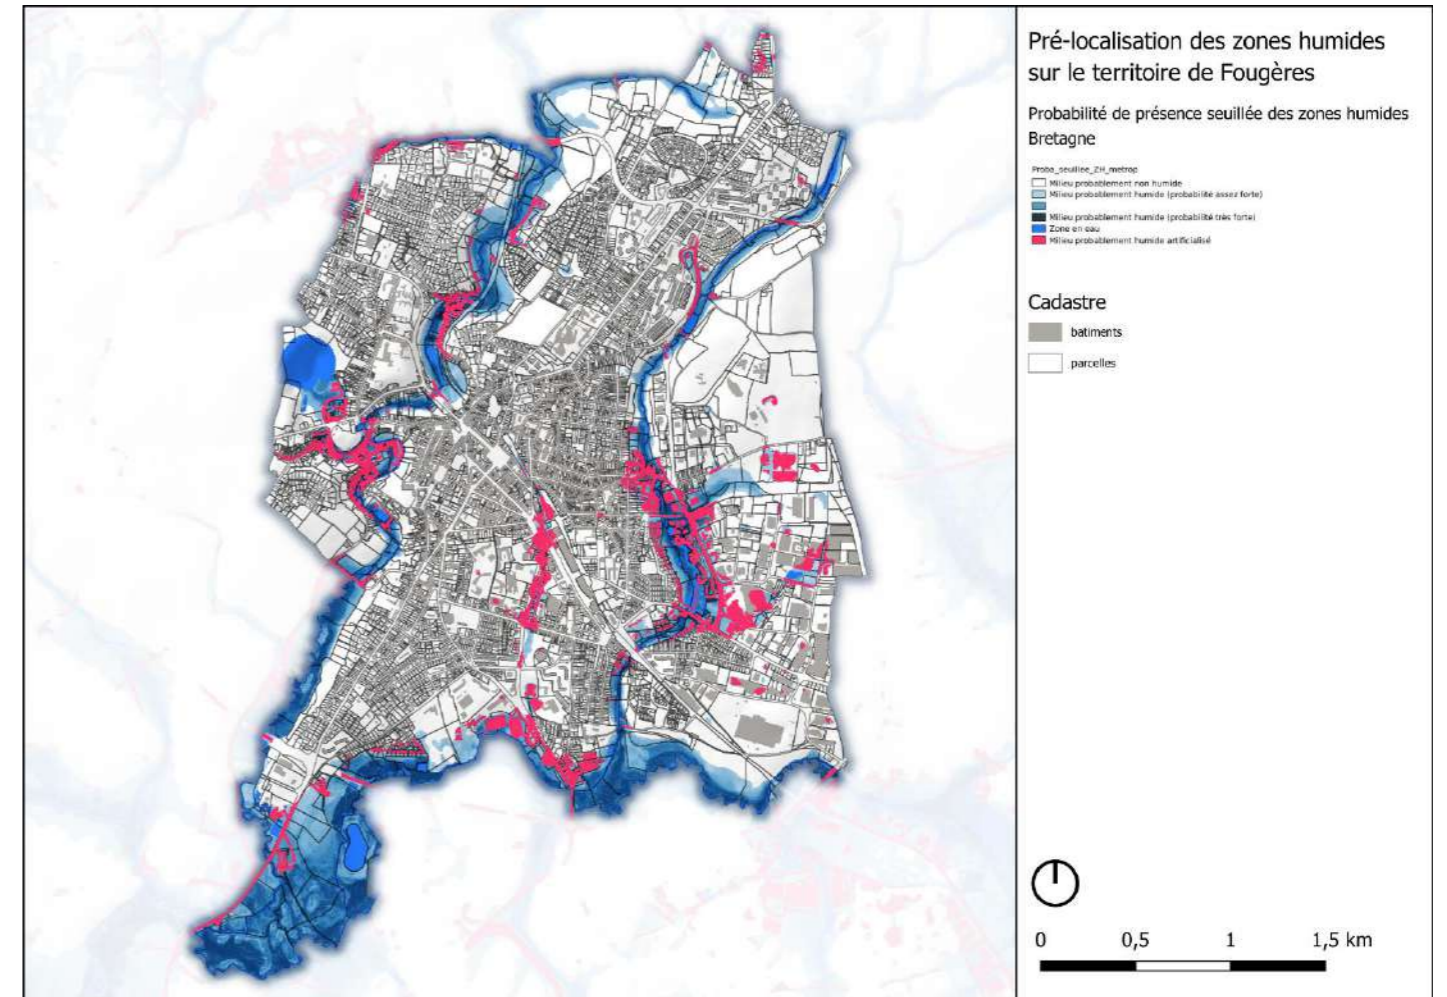 Pré-localisation des zones humides
sur le territoire de Fougères
Probabilité de présence seuillée des zones humides
Bretagne
Proba_seuillee_ZH_metrop
Milieu probablement non humide
Milieu probablement humide (probabilité assez forte)
Milieu probablement humide (probabilité très forte)
Zone en eau
Milieu probablement humide artificialisé
Cadastre
batiments
parcelles
0 0,5 1 1,5 km